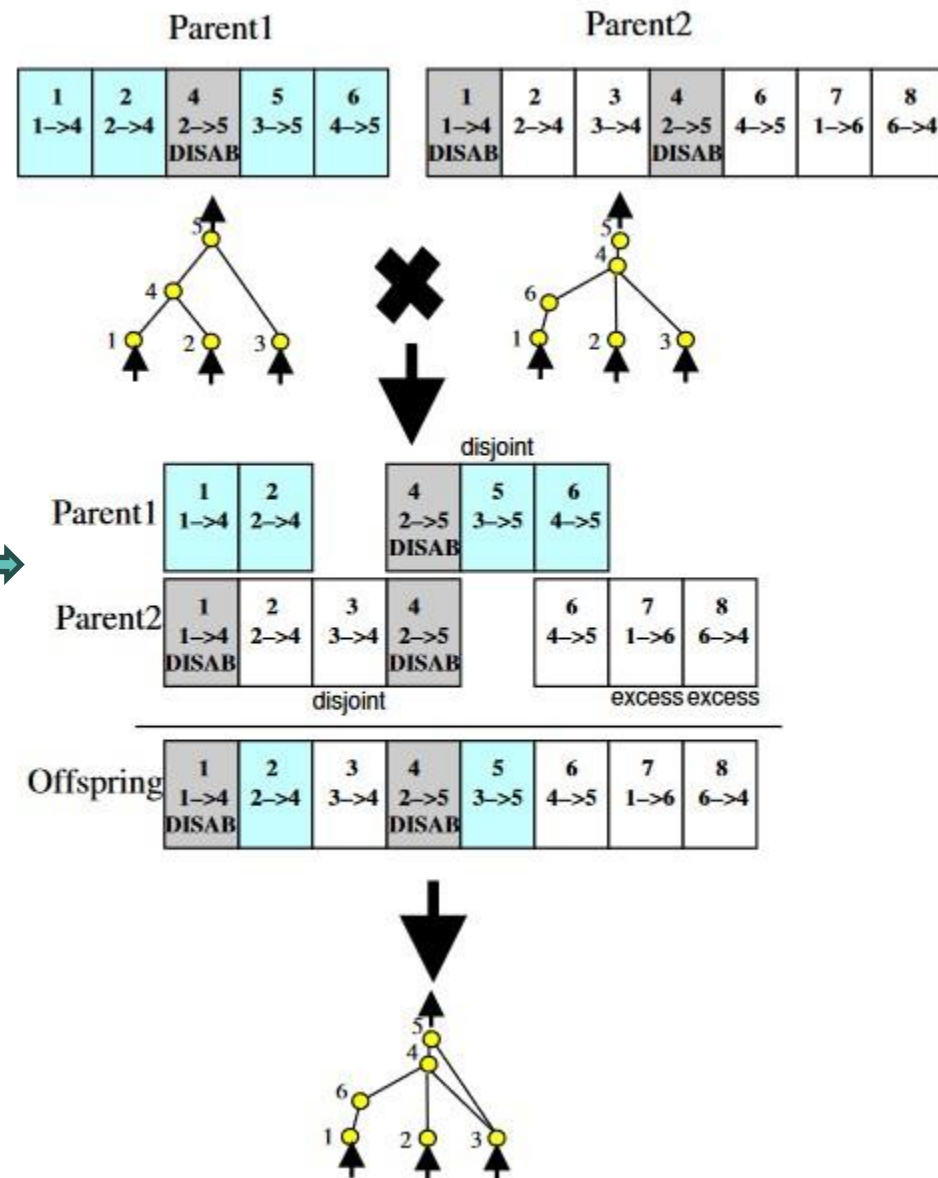 Parent1
Parent2
1 2 4 5 6
1->4 2->4 2->5 3->5 4->5
DISAB
1 2 3 4 6 7 8
1->4 2->4 3->4 2->5 4->5 1->6 6->4
DISAB DISAB
5
4
1 2 3
5
4
6
1 2 3
disjoint
Parent1
1 2 4 5 6
1->4 2->4 2->5 3->5 4->5
DISAB
Parent2
1 2 3 4 6 7 8
1->4 2->4 3->4 2->5 4->5 1->6 6->4
DISAB DISAB
disjoint excess excess
Offspring
1 2 3 4 5 6 7 8
1->4 2->4 3->4 2->5 3->5 4->5 1->6 6->4
DISAB DISAB
5
4
6
1 2 3